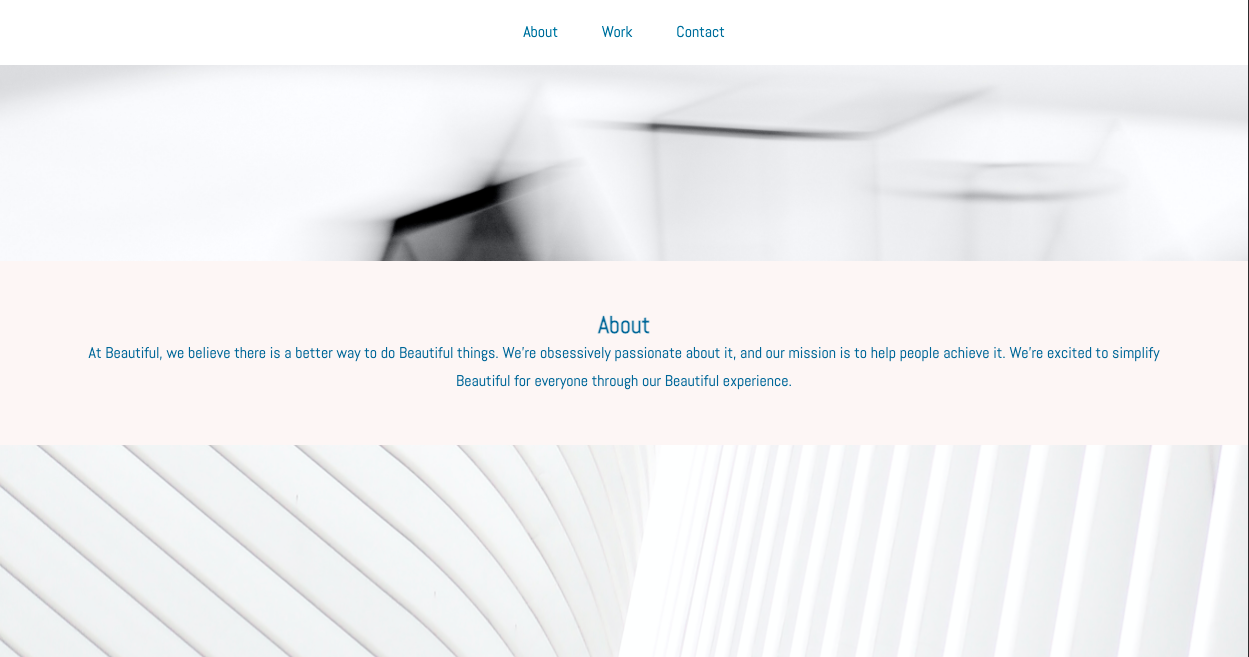 About Work Contact
About
At Beautiful, we believe there is a better way to do Beautiful things. We're obsessively passionate about it, and our mission is to help people achieve it. We're excited to simplify
Beautiful for everyone through our Beautiful experience.